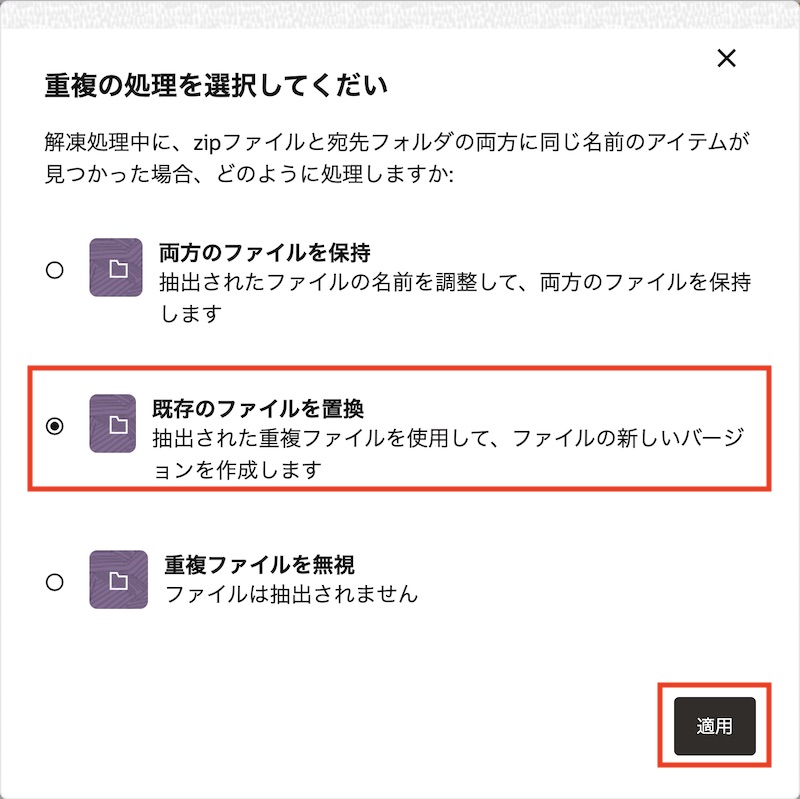 重複の処理を選択してくだい
解凍処理中に、zipファイルと宛先フォルダの両方に同じ名前のアイテムが
見つかった場合、どのように処理しますか:
両方のファイルを保持
抽出されたファイルの名前を調整して、両方のファイルを保持
します
既存のファイルを置換
抽出された重複ファイルを使用して、ファイルの新しいバージ
ョンを作成します
重複ファイルを無視
ファイルは抽出されません
適用